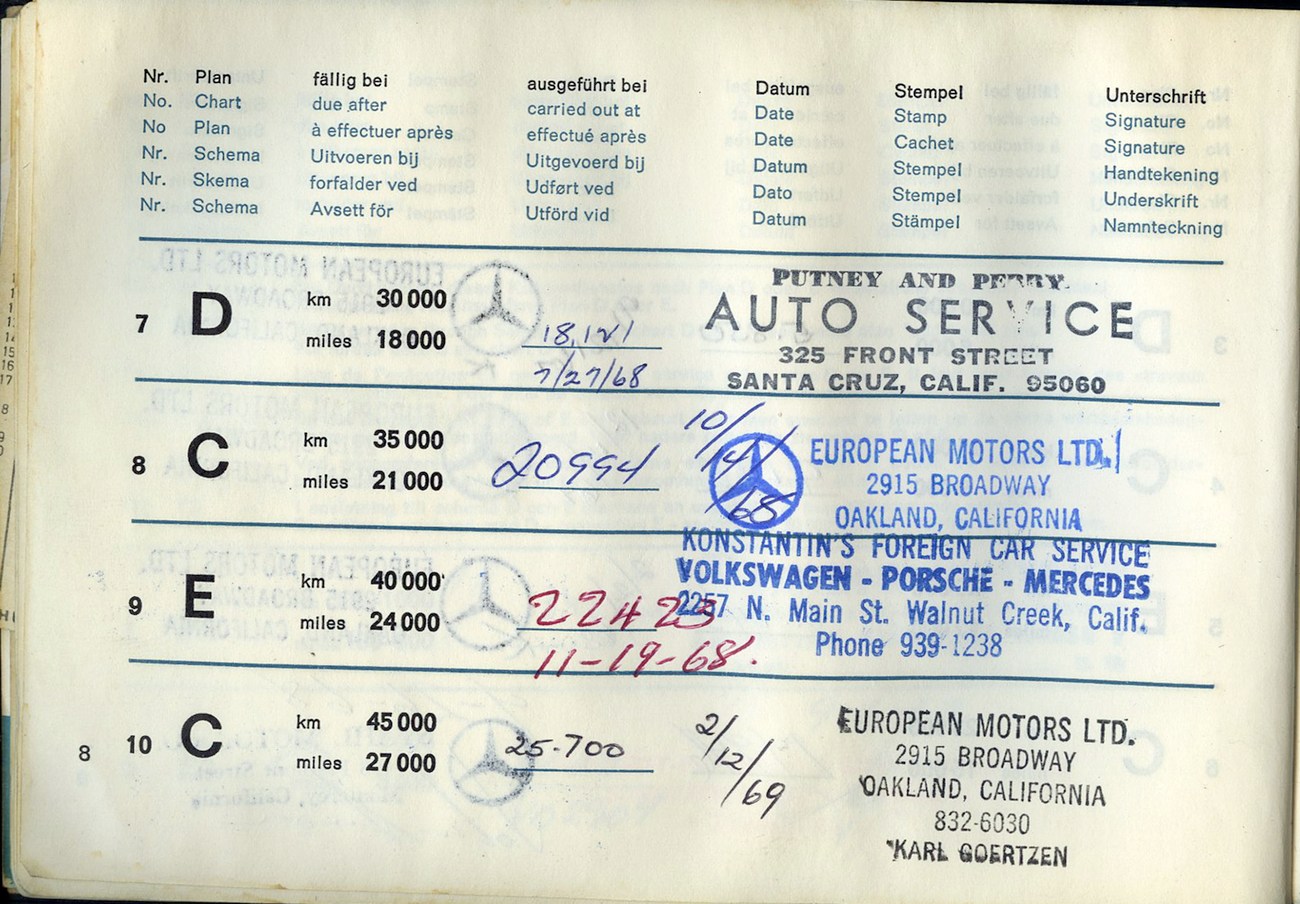 Nr. Plan fällig bei ausgeführt bei Datum Stempel Unterschrift
No. Chart due after carried out at Date Stamp Signature
No Plan à effectuer après effectué après Date Cachet Signature
Nr. Schema Uitvoeren bij Uitgevoerd bij Datum Stempel Handtekening
Nr. Skema forfalder ved Udført ved Dato Stempel Underskrift
Nr. Schema Avsett för Utförd vid Datum Stämpel Namnteckning
7 D km 30 000
miles 18 000
18,121
7/27/68
PUTNEY AND PERRY
AUTO SERVICE
325 FRONT STREET
SANTA CRUZ, CALIF. 95060
8 C km 35 000
miles 21 000
20994
10/4/68
EUROPEAN MOTORS LTD.
2915 BROADWAY
OAKLAND, CALIFORNIA
9 E km 40 000
miles 24 000
22423
11-19-68.
KONSTANTIN'S FOREIGN CAR SERVICE
VOLKSWAGEN - PORSCHE - MERCEDES
2257 N. Main St. Walnut Creek, Calif.
Phone 939-1238
10 C km 45 000
miles 27 000
25-700
2/12/69
EUROPEAN MOTORS LTD.
2915 BROADWAY
OAKLAND, CALIFORNIA
832-6030
KARL GOERTZEN
8